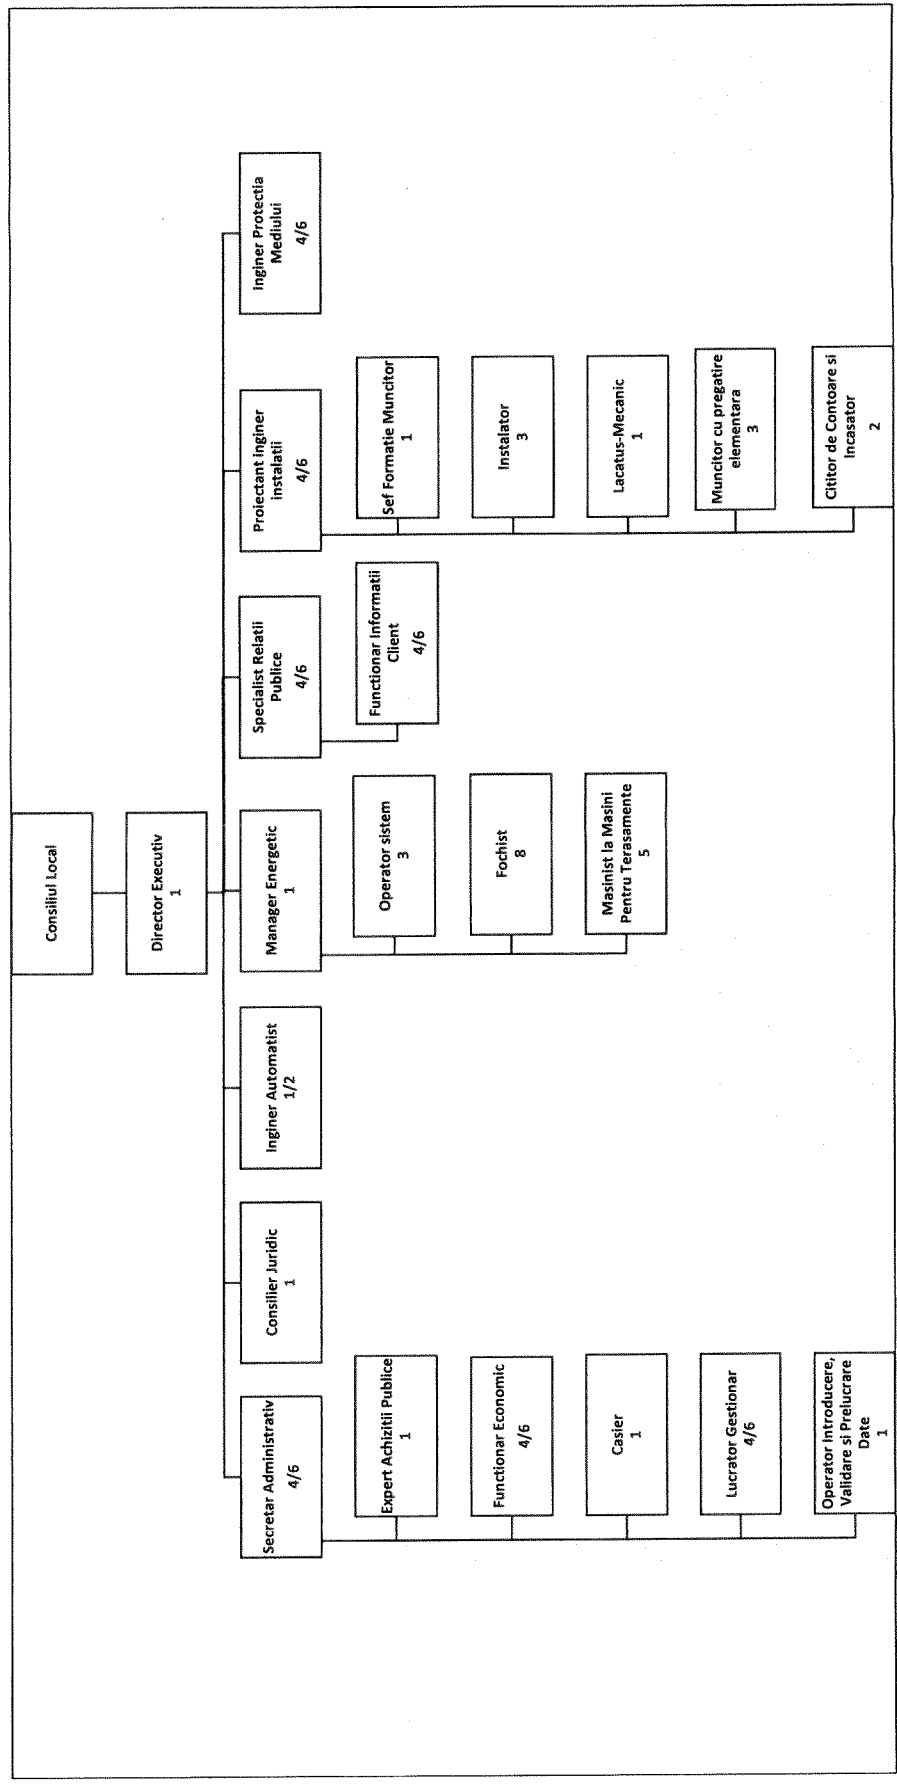 Consiliul Local
Director Executiv
1
Secretar Administrativ
4/6
Consilier Juridic
1
Inginer Automatist
1/2
Manager Energetic
1
Specialist Relatii
Publice
4/6
Proiectant inginer
instalatii
4/6
Inginer Protectia
Mediului
4/6
Expert Achizitii Publice
1
Functionar Economic
4/6
Casier
1
Lucrator Gestionar
4/6
Operator Introducere,
Validare si Prelucrare
Date
1
Operator sistem
3
Fochist
8
Masinist la Masini
Pentru Terasamente
5
Functionar Informatii
Client
4/6
Sef Formatie Muncitor
1
Instalator
3
Lacatus-Mecanic
1
Muncitor cu pregatire
elementara
3
Cititor de Contoare si
Incasator
2